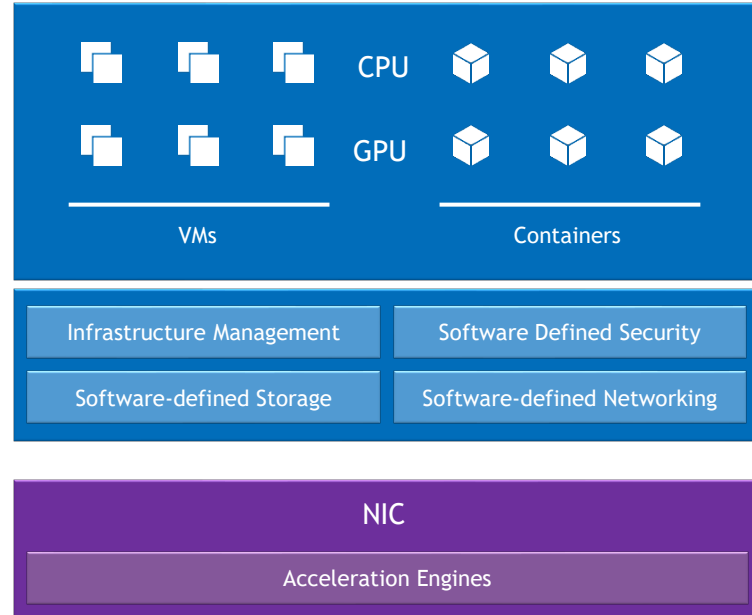 CPU
GPU
VMs
Containers
Infrastructure Management
Software Defined Security
Software-defined Storage
Software-defined Networking
NIC
Acceleration Engines